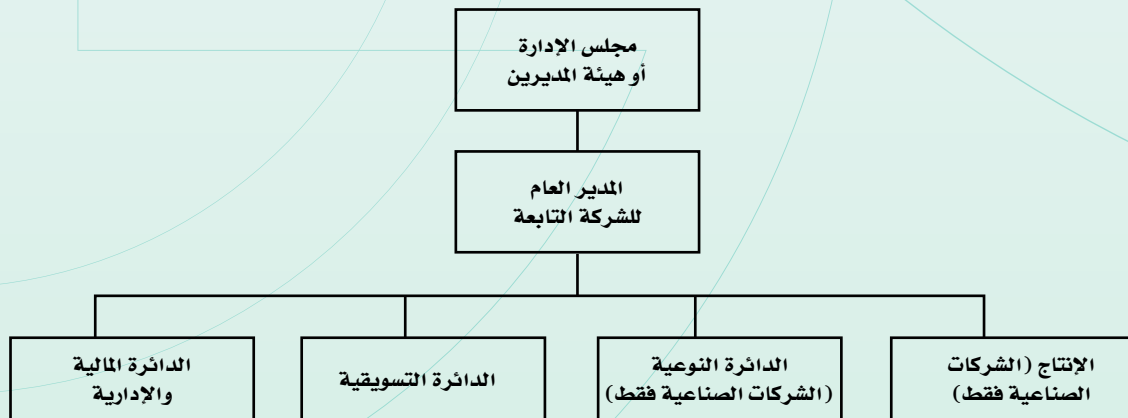 مجلس الإدارة
أو هيئة المديرين
المدير العام
للشركة التابعة
الإنتاج (الشركات
الصناعية فقط)
الدائرة النوعية
(الشركات الصناعية فقط)
الدائرة التسويقية
الدائرة المالية
والإدارية